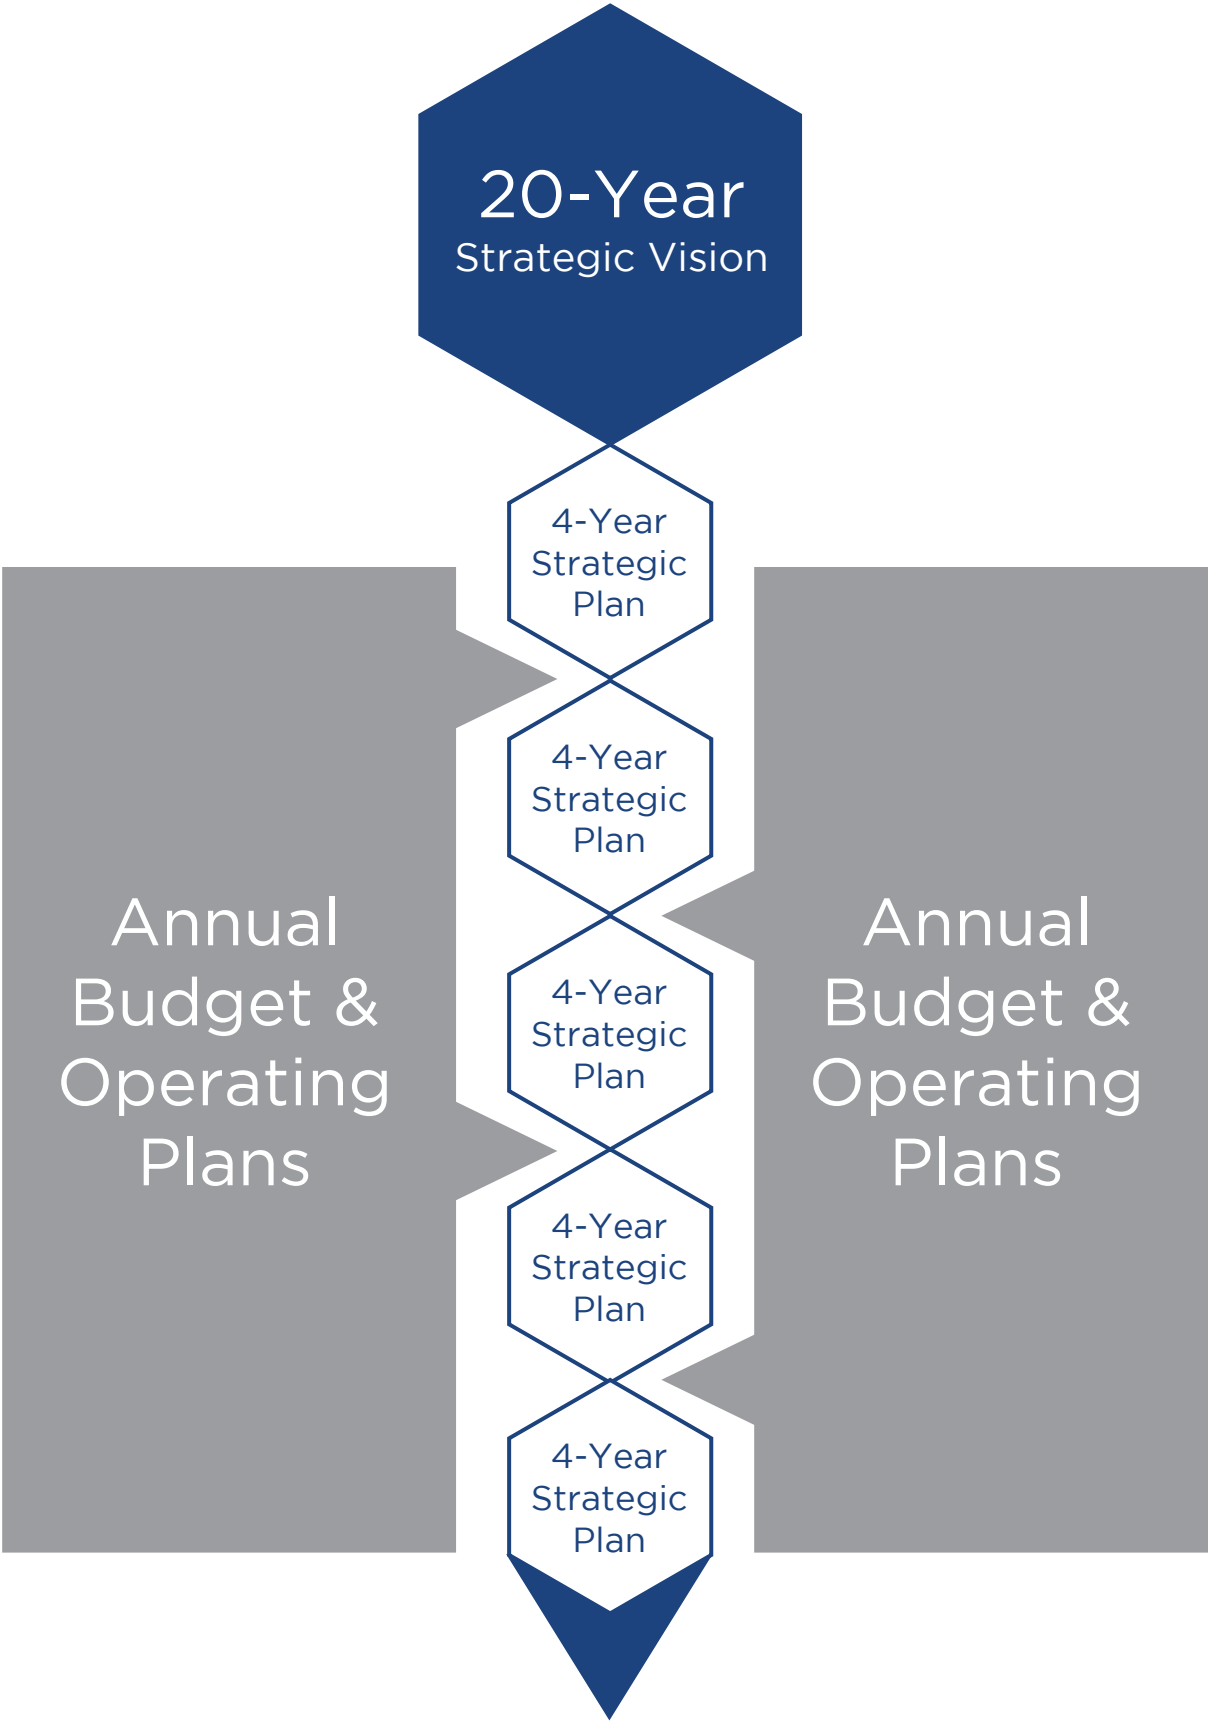 20-Year
Strategic Vision
4-Year
Strategic
Plan
4-Year
Strategic
Plan
4-Year
Strategic
Plan
4-Year
Strategic
Plan
4-Year
Strategic
Plan
Annual
Budget &
Operating
Plans
Annual
Budget &
Operating
Plans